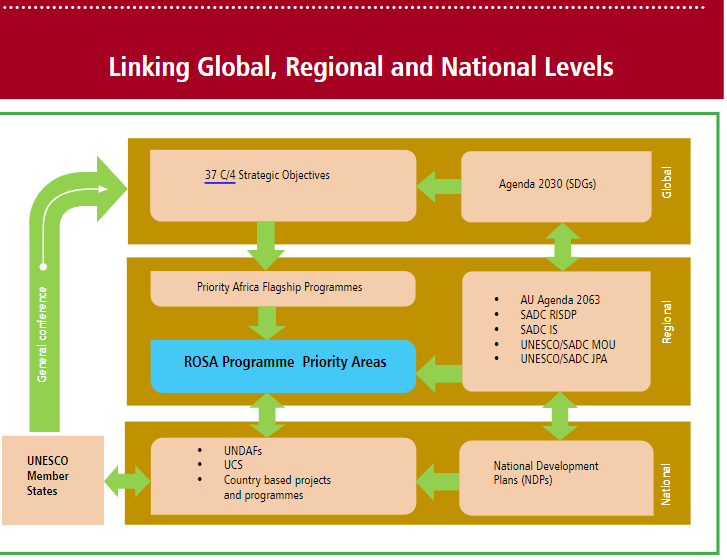 Linking Global, Regional and National Levels
37 C/4 Strategic Objectives
Agenda 2030 (SDGs)
Global
Priority Africa Flagship Programmes
ROSA Programme Priority Areas
• AU Agenda 2063
• SADC RISDP
• SADC IS
• UNESCO/SADC MOU
• UNESCO/SADC JPA
Regional
General conference
UNESCO
Member
States
• UNDAFs
• UCS
• Country based projects
and programmes
National Development
Plans (NDPs)
National